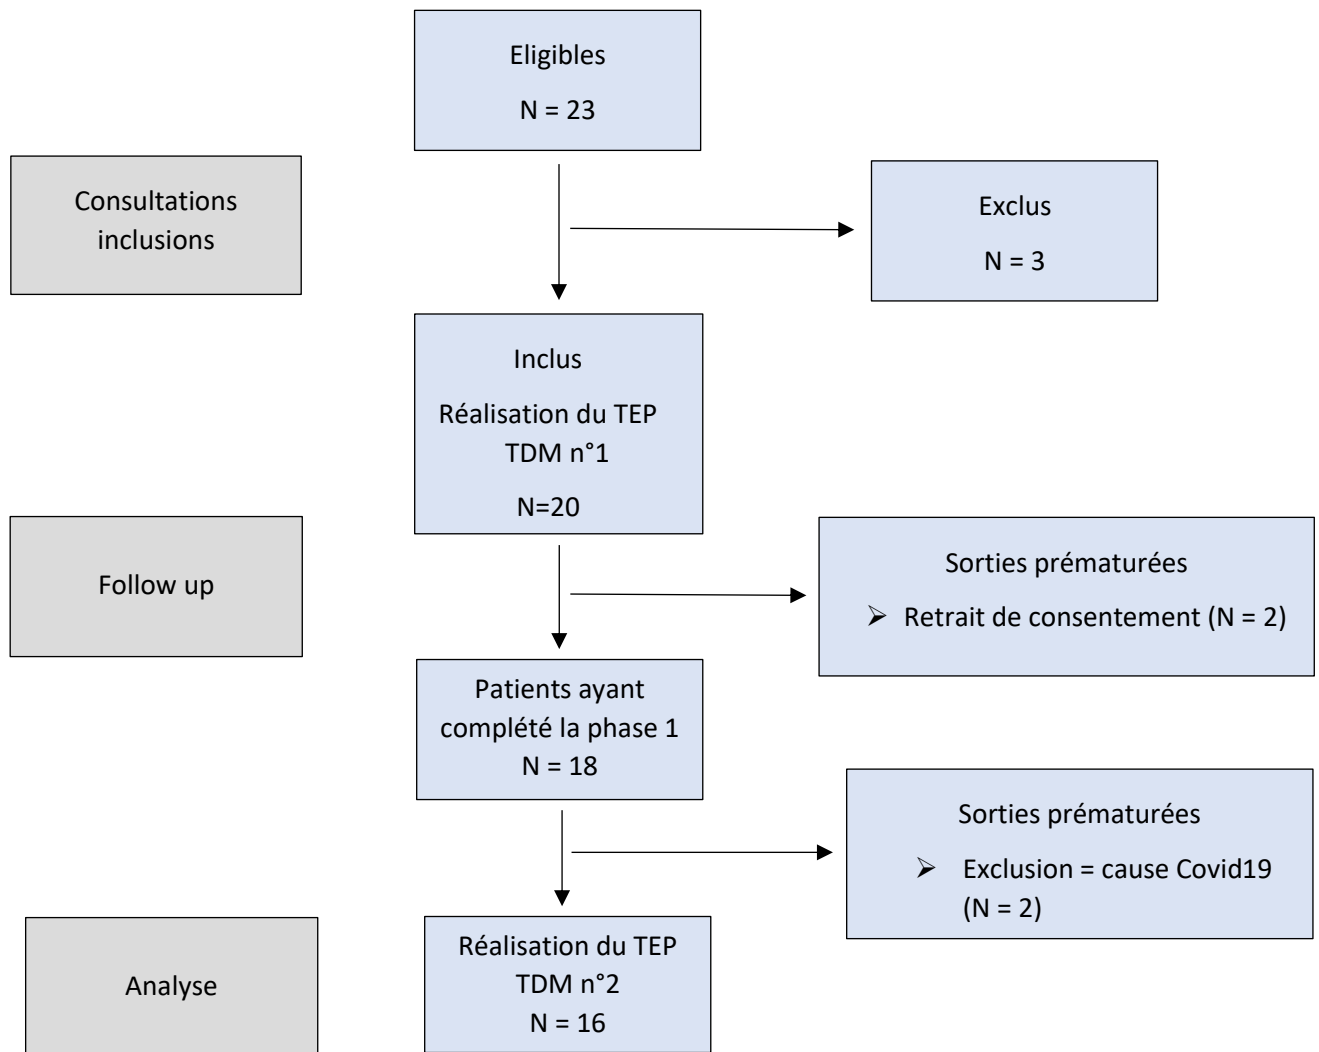 Eligibles
N = 23
Consultations
inclusions
Exclus
N = 3
Inclus
Réalisation du TEP
TDM n°1
N=20
Follow up
Sorties prématurées
➢ Retrait de consentement (N = 2)
Patients ayant
complété la phase 1
N = 18
Sorties prématurées
➢ Exclusion = cause Covid19
(N = 2)
Analyse
Réalisation du TEP
TDM n°2
N = 16